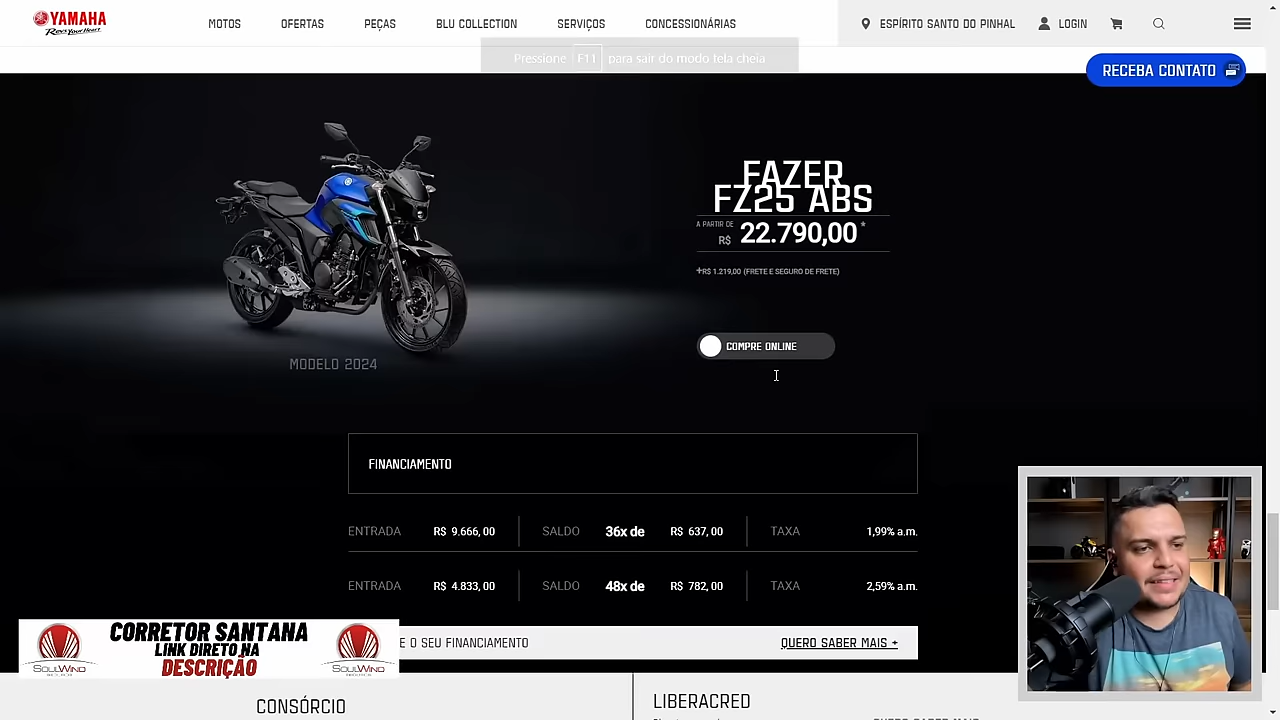 YAMAHA
Revs Your Heart
MOTOS OFERTAS PEÇAS BLU COLLECTION SERVIÇOS CONCESSIONÁRIAS
ESPÍRITO SANTO DO PINHAL LOGIN
Pressione F11 para sair do modo tela cheia
RECEBA CONTATO
FAZER
FZ25 ABS
A PARTIR DE
R$ 22.790,00*
+R$ 1.219,00 (FRETE E SEGURO DE FRETE)
COMPRE ONLINE
MODELO 2024
FINANCIAMENTO
ENTRADA R$ 9.666,00 SALDO 36x de R$ 637,00 TAXA 1,99% a.m.
ENTRADA R$ 4.833,00 SALDO 48x de R$ 782,00 TAXA 2,59% a.m.
E O SEU FINANCIAMENTO QUERO SABER MAIS +
CORRETOR SANTANA
LINK DIRETO NA
DESCRIÇÃO
SOULWIND
SOULWIND
CONSÓRCIO
LIBERACRED